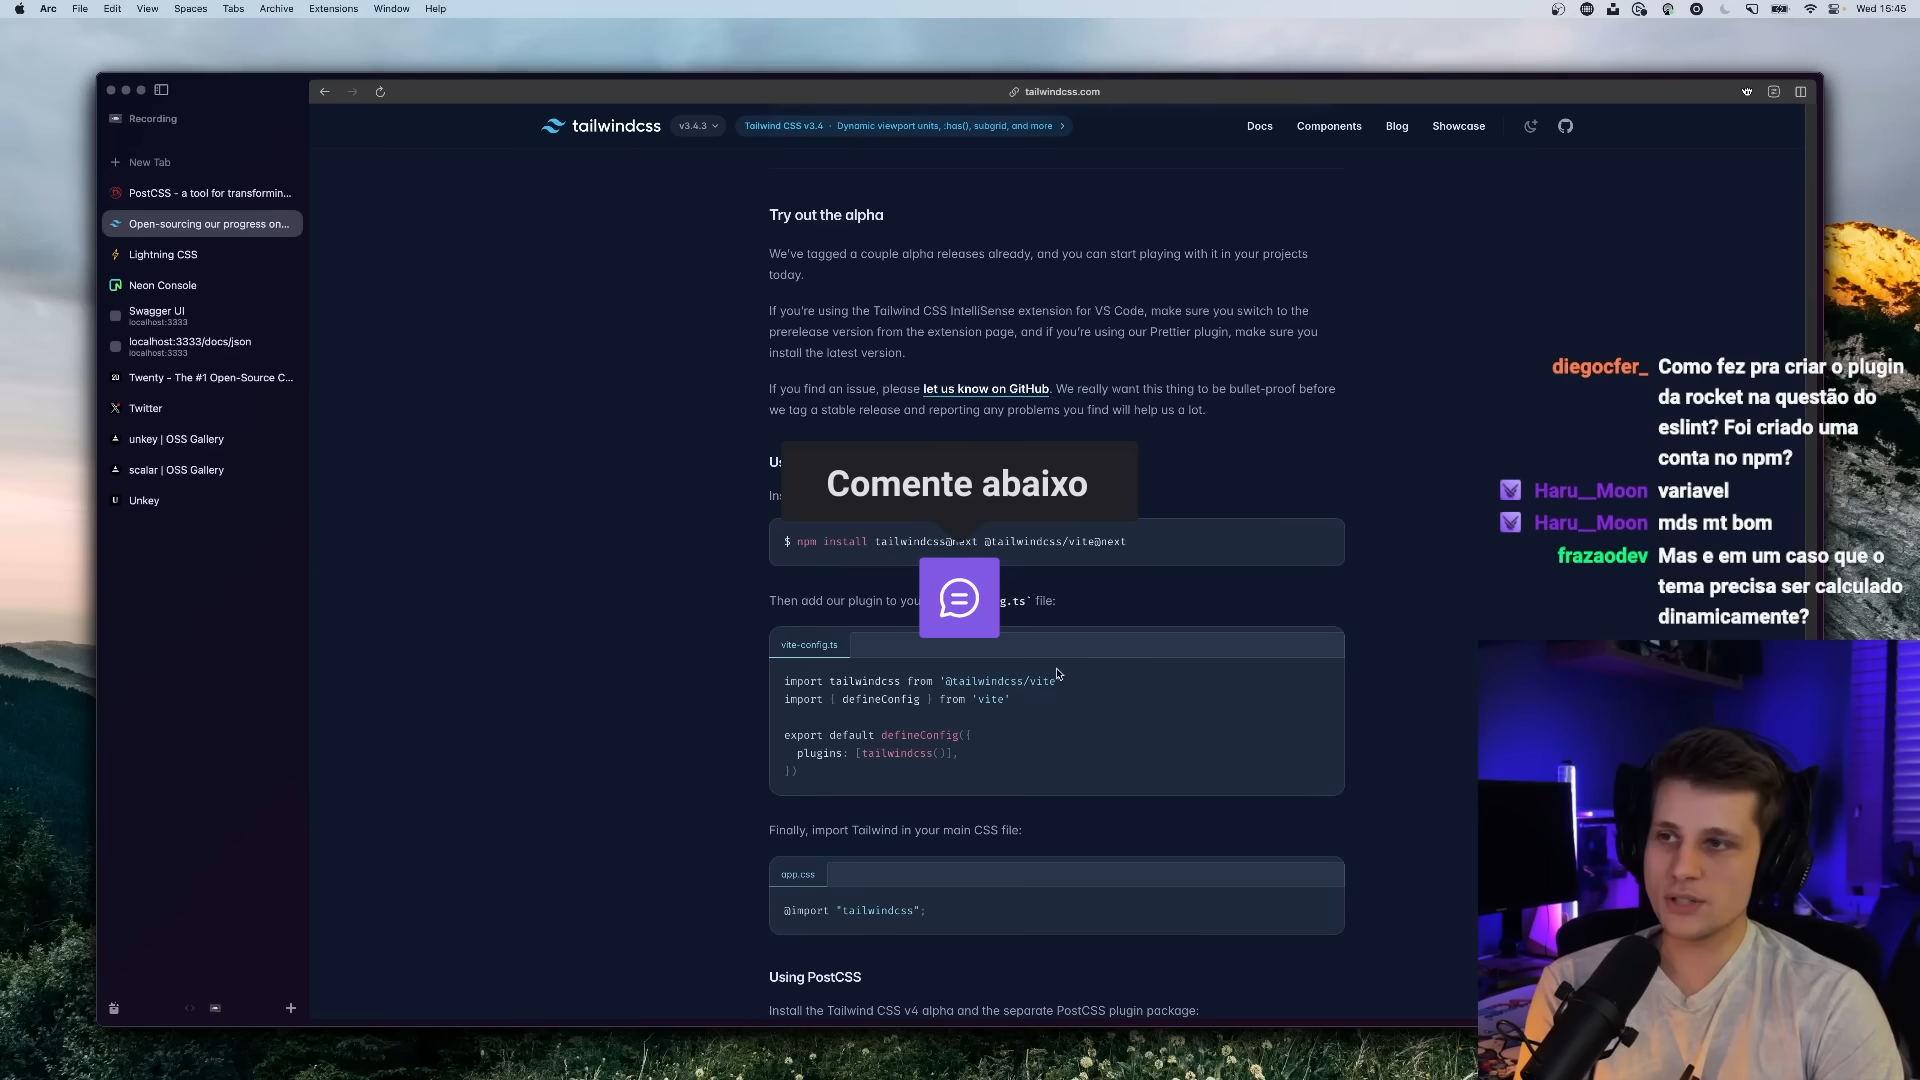 Arc File Edit View Spaces Tabs Archive Extensions Window Help Wed 15:45
Recording
New Tab
PostCSS - a tool for transformin...
Open-sourcing our progress on...
Lightning CSS
Neon Console
Swagger UI
localhost:3333
localhost:3333/docs/json
localhost:3333
Twenty - The #1 Open-Source C...
Twitter
unkey | OSS Gallery
scalar | OSS Gallery
Unkey
tailwindcss.com
tailwindcss v3.4.3 Tailwind CSS v3.4 · Dynamic viewport units, :has(), subgrid, and more Docs Components Blog Showcase
Try out the alpha
We've tagged a couple alpha releases already, and you can start playing with it in your projects
today.
If you're using the Tailwind CSS IntelliSense extension for VS Code, make sure you switch to the
prerelease version from the extension page, and if you're using our Prettier plugin, make sure you
install the latest version.
If you find an issue, please let us know on GitHub. We really want this thing to be bullet-proof before
we tag a stable release and reporting any problems you find will help us a lot.
Comente abaixo
$ npm install tailwindcss@next @tailwindcss/vite@next
Then add our plugin to you g.ts` file:
vite-config.ts
import tailwindcss from '@tailwindcss/vite'
import { defineConfig } from 'vite'
export default defineConfig({
plugins: [tailwindcss()],
})
Finally, import Tailwind in your main CSS file:
app.css
@import "tailwindcss";
Using PostCSS
Install the Tailwind CSS v4 alpha and the separate PostCSS plugin package:
diegocfer_ Como fez pra criar o plugin
da rocket na questão do
eslint? Foi criado uma
conta no npm?
Haru__Moon variavel
Haru__Moon mds mt bom
frazaodev Mas e em um caso que o
tema precisa ser calculado
dinamicamente?